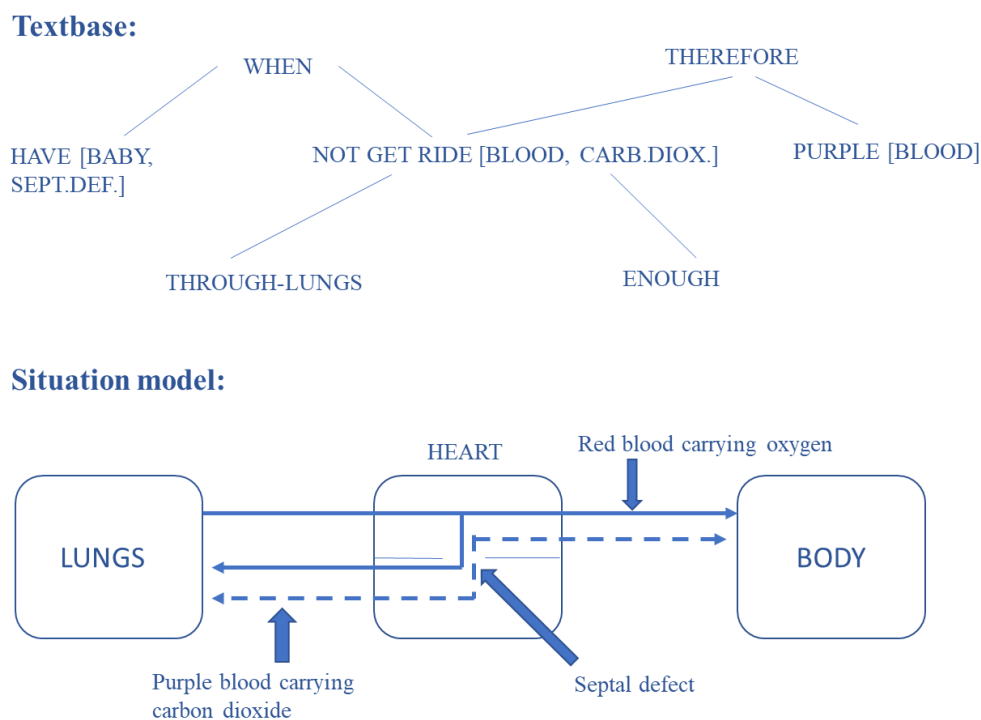 Textbase:
WHEN
THEREFORE
HAVE [BABY,
SEPT.DEF.]
NOT GET RIDE [BLOOD, CARB.DIOX.]
PURPLE [BLOOD]
THROUGH-LUNGS
ENOUGH
Situation model:
HEART
Red blood carrying oxygen
LUNGS
BODY
Purple blood carrying
carbon dioxide
Septal defect